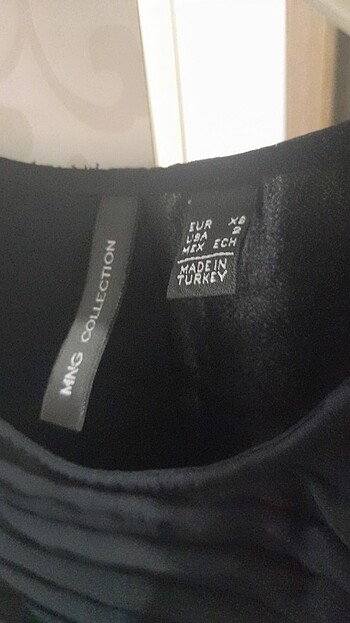 MNG COLLECTION
EUR XS
USA 2
MEX ECH
MADE IN
TURKEY